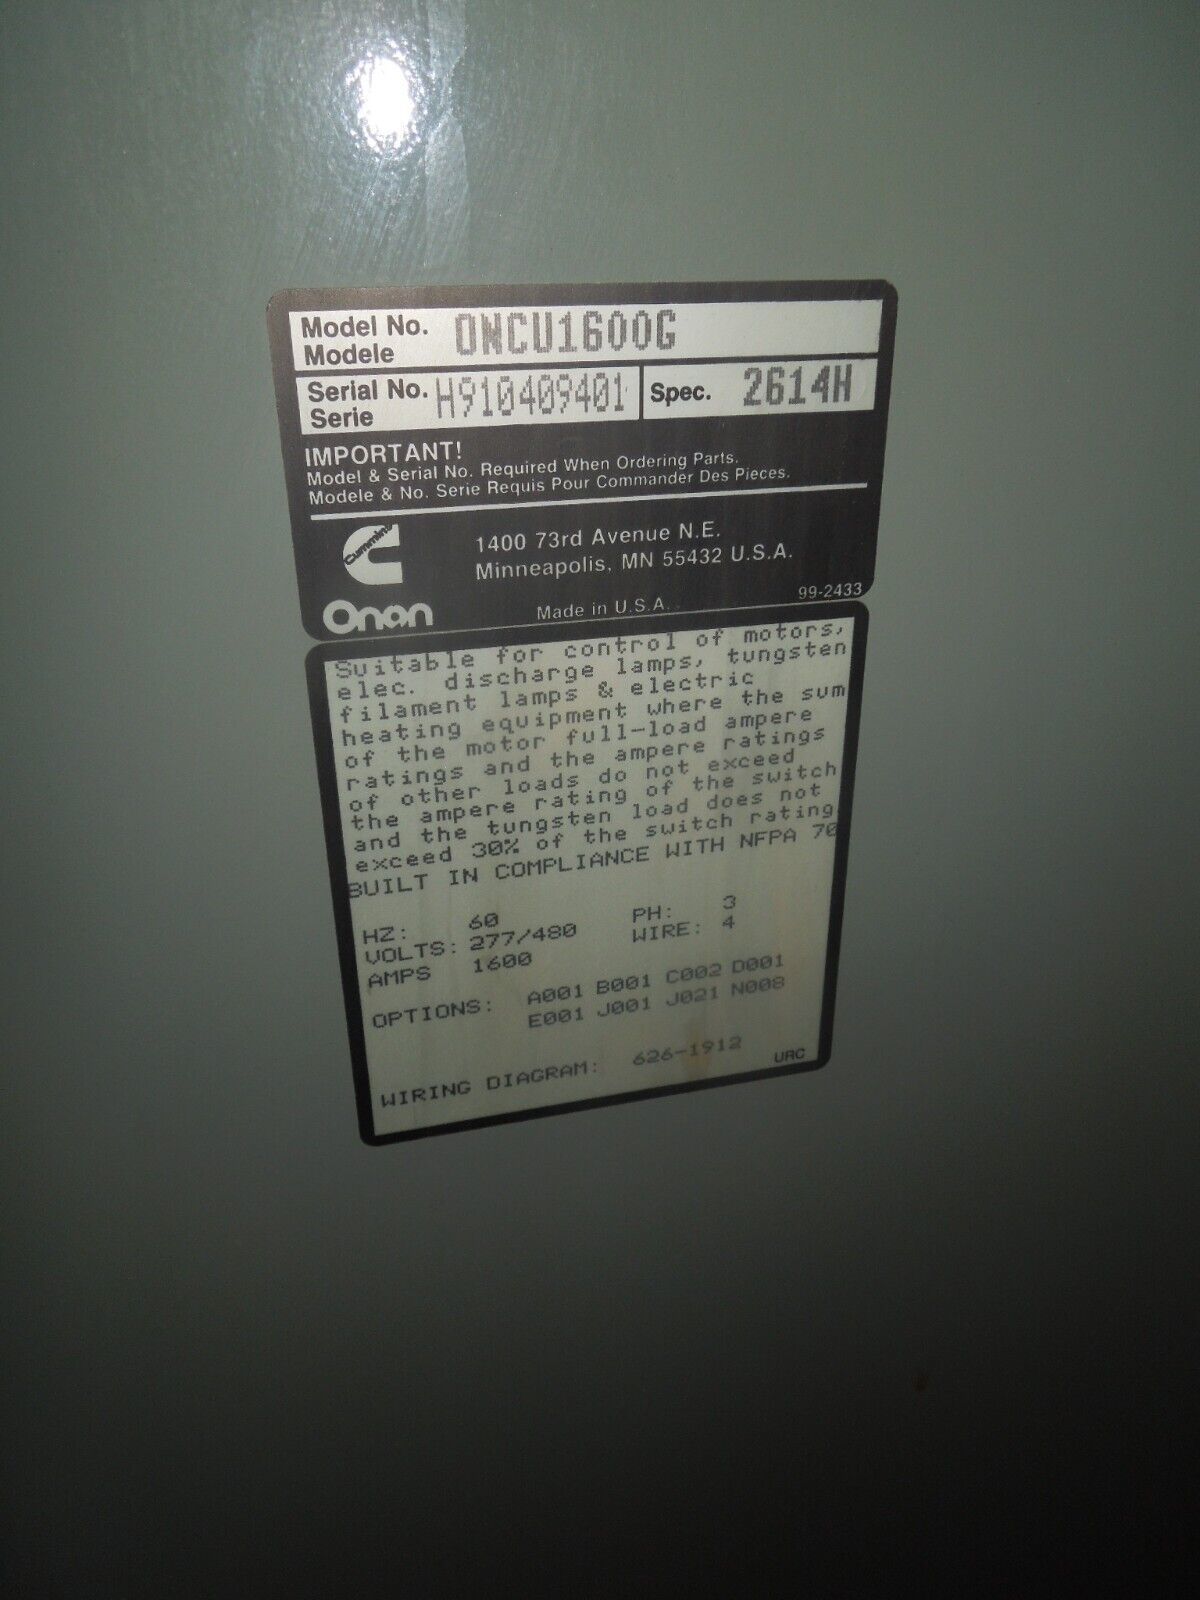 Model No. ONCU1600G
Modele
Serial No. H910409401 Spec. 2614H
Serie
IMPORTANT!
Model & Serial No. Required When Ordering Parts.
Modele & No. Serie Requis Pour Commander Des Pieces.
Cummins
Onan
1400 73rd Avenue N.E.
Minneapolis, MN 55432 U.S.A.
Made in U.S.A.
99-2433
Suitable for control of motors,
elec. discharge lamps, tungsten
filament lamps & electric
heating equipment where the sum
of the motor full-load ampere
ratings and the ampere ratings
of other loads do not exceed
the ampere rating of the switch
and the tungsten load does not
exceed 30% of the switch rating
BUILT IN COMPLIANCE WITH NFPA 70
HZ: 60 PH: 3
VOLTS: 277/480 WIRE: 4
AMPS 1600
OPTIONS: A001 B001 C002 D001
E001 J001 J021 N008
WIRING DIAGRAM: 626-1912
UAC